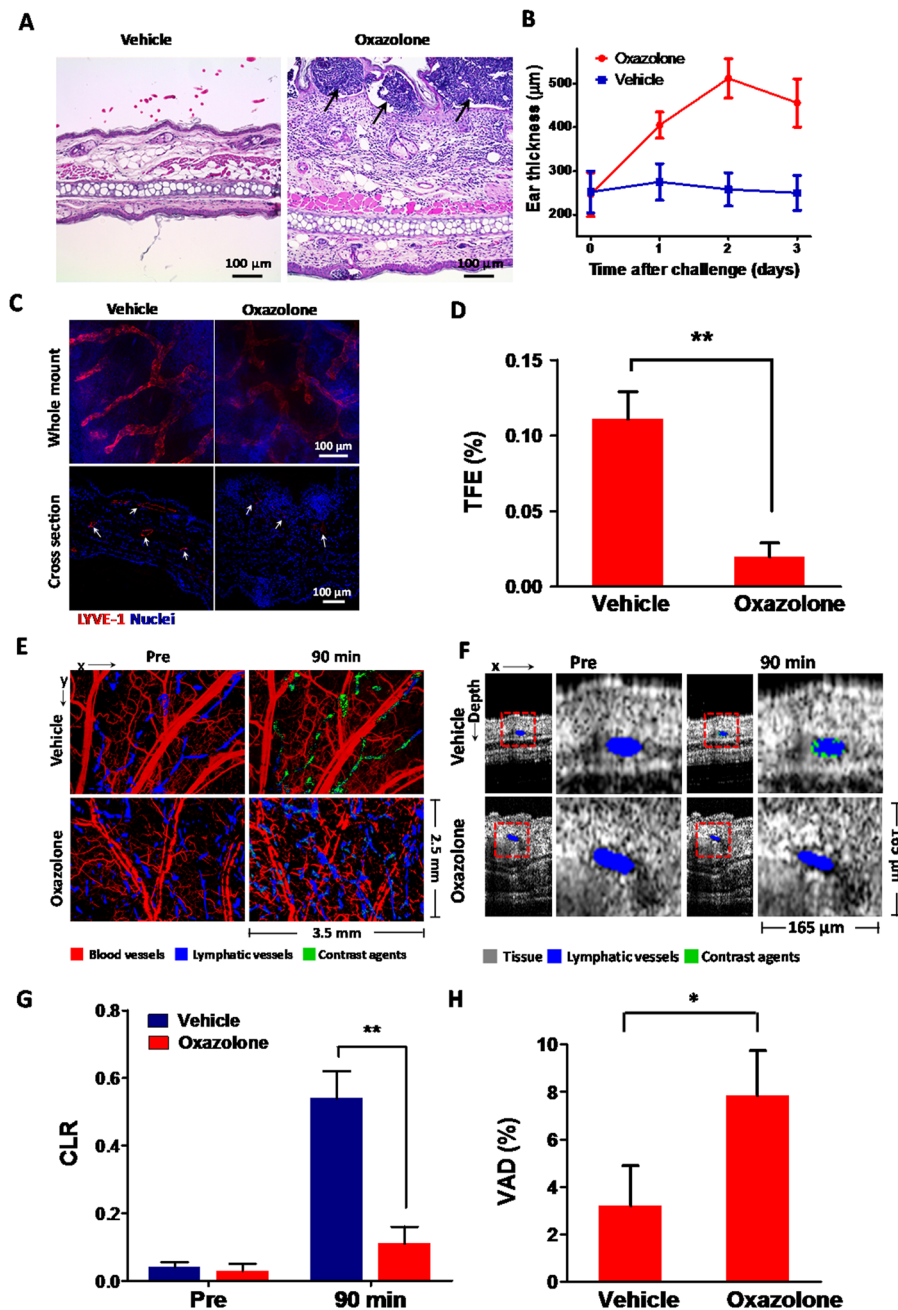 A
Vehicle
Oxazolone
100 µm
100 µm
B
Oxazolone
Vehicle
Ear thickness (µm)
500
400
300
200
0
1
2
3
Time after challenge (days)
C
Vehicle
Oxazolone
Whole mount
100 µm
Cross section
100 µm
LYVE-1 Nuclei
D
**
TFE (%)
0.15
0.10
0.05
0.00
Vehicle
Oxazolone
E
x
Pre
90 min
y
Vehicle
Oxazolone
2.5 mm
3.5 mm
Blood vessels
Lymphatic vessels
Contrast agents
F
x
Pre
90 min
Depth
Vehicle
Oxazolone
165 µm
165 µm
Tissue
Lymphatic vessels
Contrast agents
G
Vehicle
Oxazolone
**
CLR
0.8
0.6
0.4
0.2
0.0
Pre
90 min
H
*
VAD (%)
10
8
6
4
2
0
Vehicle
Oxazolone